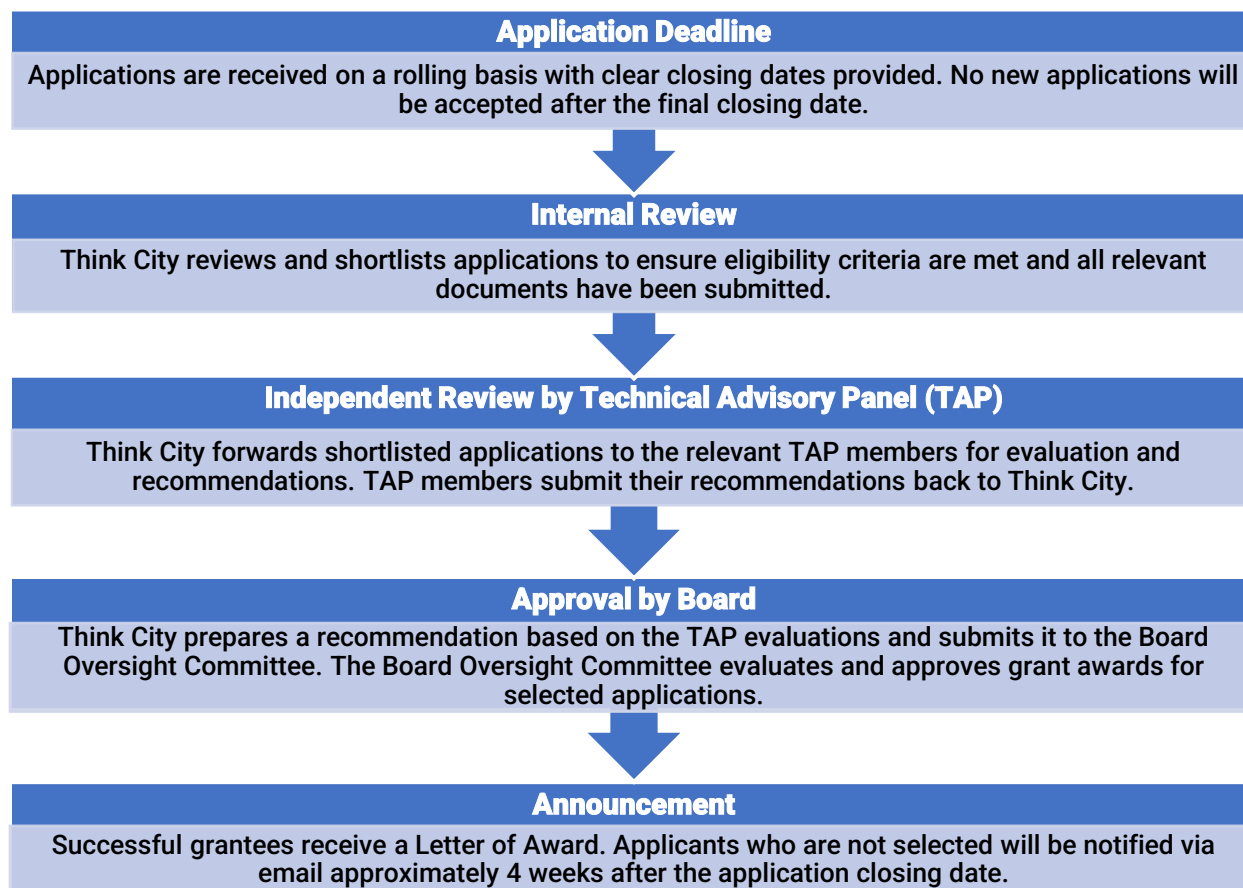 Application Deadline
Applications are received on a rolling basis with clear closing dates provided. No new applications will
be accepted after the final closing date.
Internal Review
Think City reviews and shortlists applications to ensure eligibility criteria are met and all relevant
documents have been submitted.
Independent Review by Technical Advisory Panel (TAP)
Think City forwards shortlisted applications to the relevant TAP members for evaluation and
recommendations. TAP members submit their recommendations back to Think City.
Approval by Board
Think City prepares a recommendation based on the TAP evaluations and submits it to the Board
Oversight Committee. The Board Oversight Committee evaluates and approves grant awards for
selected applications.
Announcement
Successful grantees receive a Letter of Award. Applicants who are not selected will be notified via
email approximately 4 weeks after the application closing date.